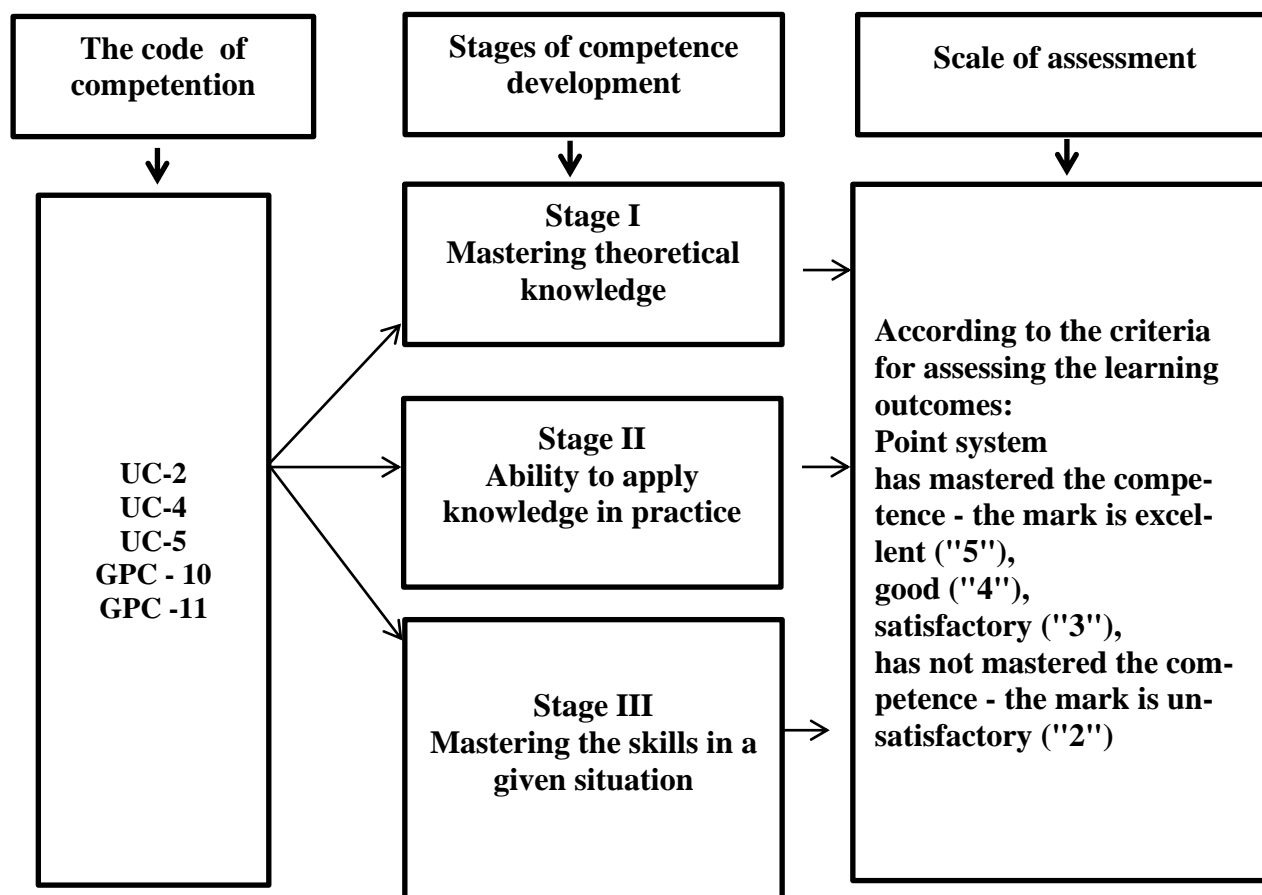 The code of
competention
Stages of competence
development
Scale of assessment
UC-2
UC-4
UC-5
GPC - 10
GPC -11
Stage I
Mastering theoretical
knowledge
Stage II
Ability to apply
knowledge in practice
Stage III
Mastering the skills in a
given situation
According to the criteria
for assessing the learning
outcomes:
Point system
has mastered the compe-
tence - the mark is excel-
lent ("5"),
good ("4"),
satisfactory ("3"),
has not mastered the com-
petence - the mark is un-
satisfactory ("2")